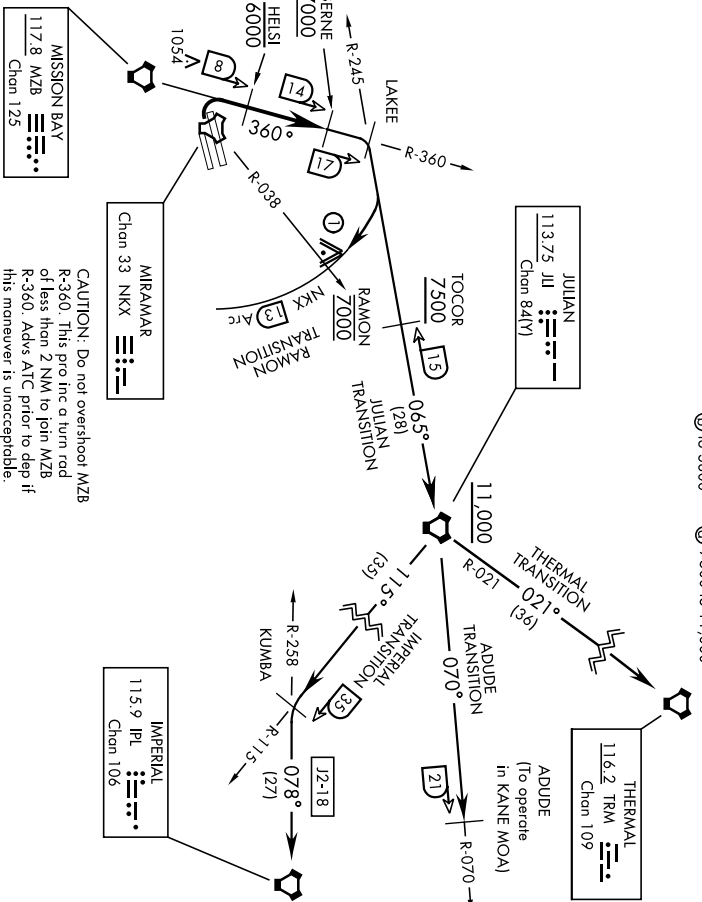 MISSION BAY
117.8 MZB
Chan 125
1054
8
HELSI
6000
14
PERNE
7000
360°
17
R-245
LAKEE
R-360
R-038
1
NKX 13 Arc
RAMON
TRANSITION
RAMON
7000
MIRAMAR
Chan 33 NKX
CAUTION: Do not overshoot MZB
R-360. This pro inc a turn rad
of less than 2 NM to join MZB
R-360. Advs ATC prior to dep if
this maneuver is unacceptable.
TOCOR
7500
15
065°
(28)
JULIAN
TRANSITION
JULIAN
113.75 JLI
Chan 84(Y)
11,000
THERMAL
TRANSITION
R-021
021°
(36)
THERMAL
116.2 TRM
Chan 109
ADUDE
TRANSITION
070°
21
ADUDE
(To operate
in KANE MOA)
R-070
115°
(35)
IMPERIAL
TRANSITION
35
R-258
KUMBA
R-115
J2-18
078°
(27)
IMPERIAL
115.9 IPL
Chan 106